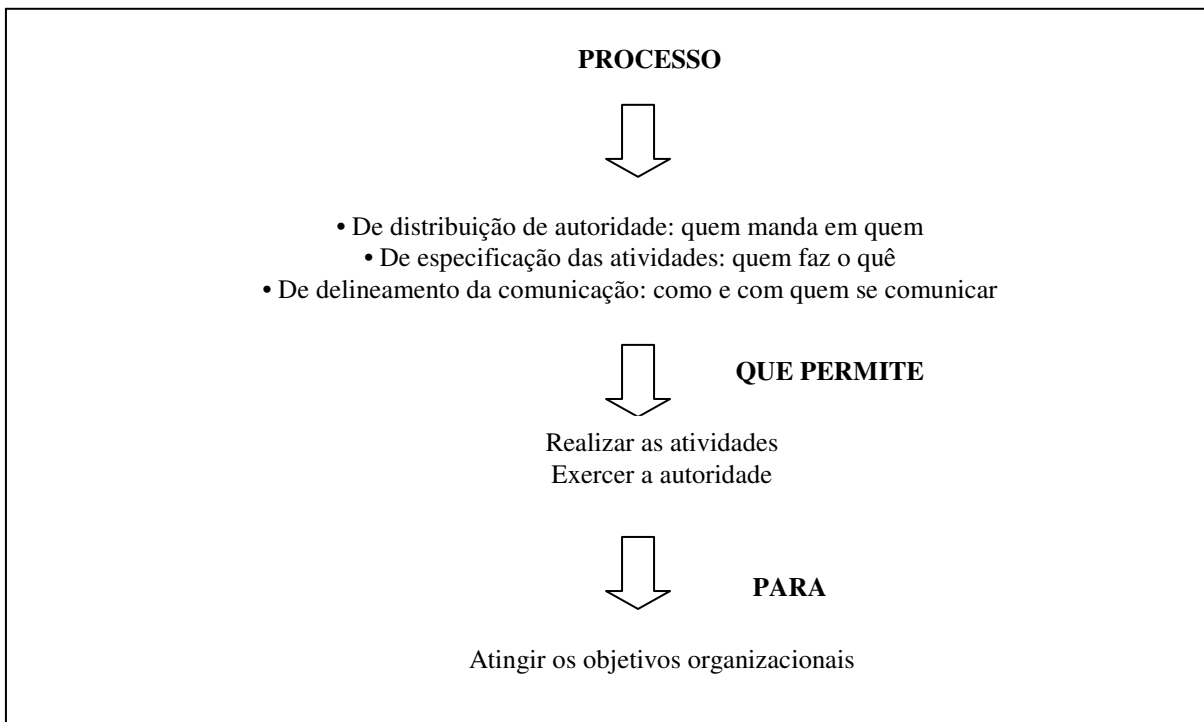 PROCESSO
• De distribuição de autoridade: quem manda em quem
• De especificação das atividades: quem faz o quê
• De delineamento da comunicação: como e com quem se comunicar
QUE PERMITE
Realizar as atividades
Exercer a autoridade
PARA
Atingir os objetivos organizacionais